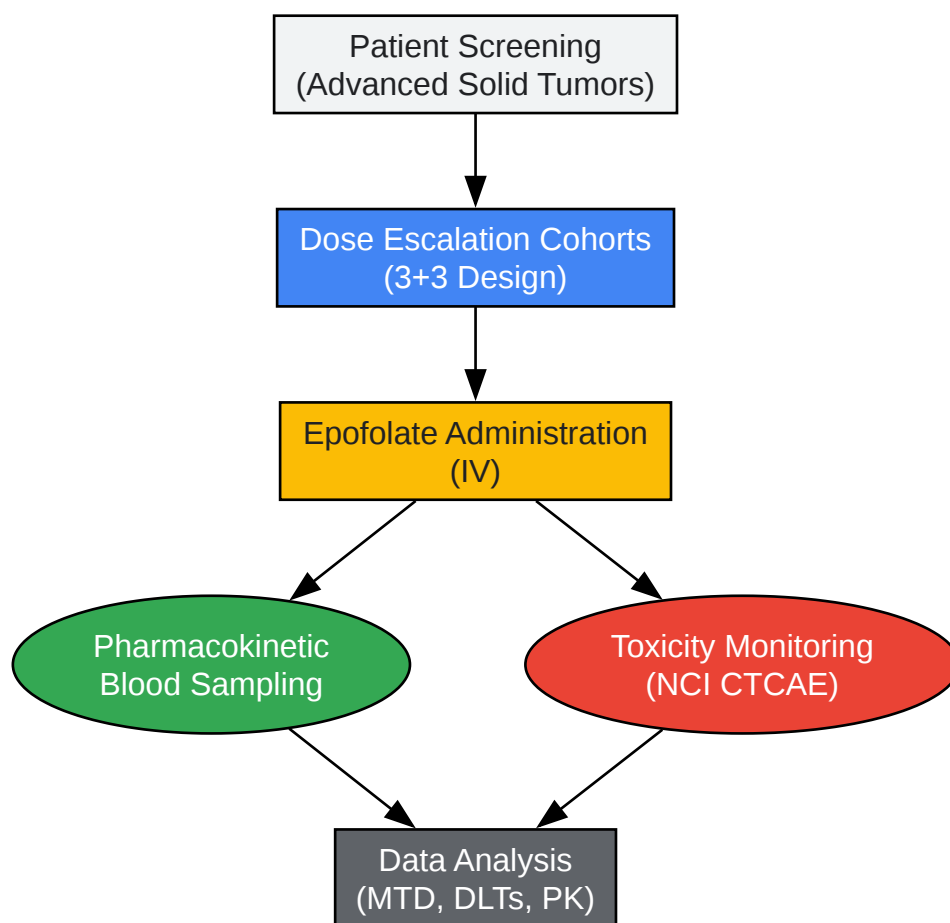 Patient Screening
(Advanced Solid Tumors)
Dose Escalation Cohorts
(3+3 Design)
Epofolate Administration
(IV)
Pharmacokinetic
Blood Sampling
Toxicity Monitoring
(NCI CTCAE)
Data Analysis
(MTD, DLTs, PK)